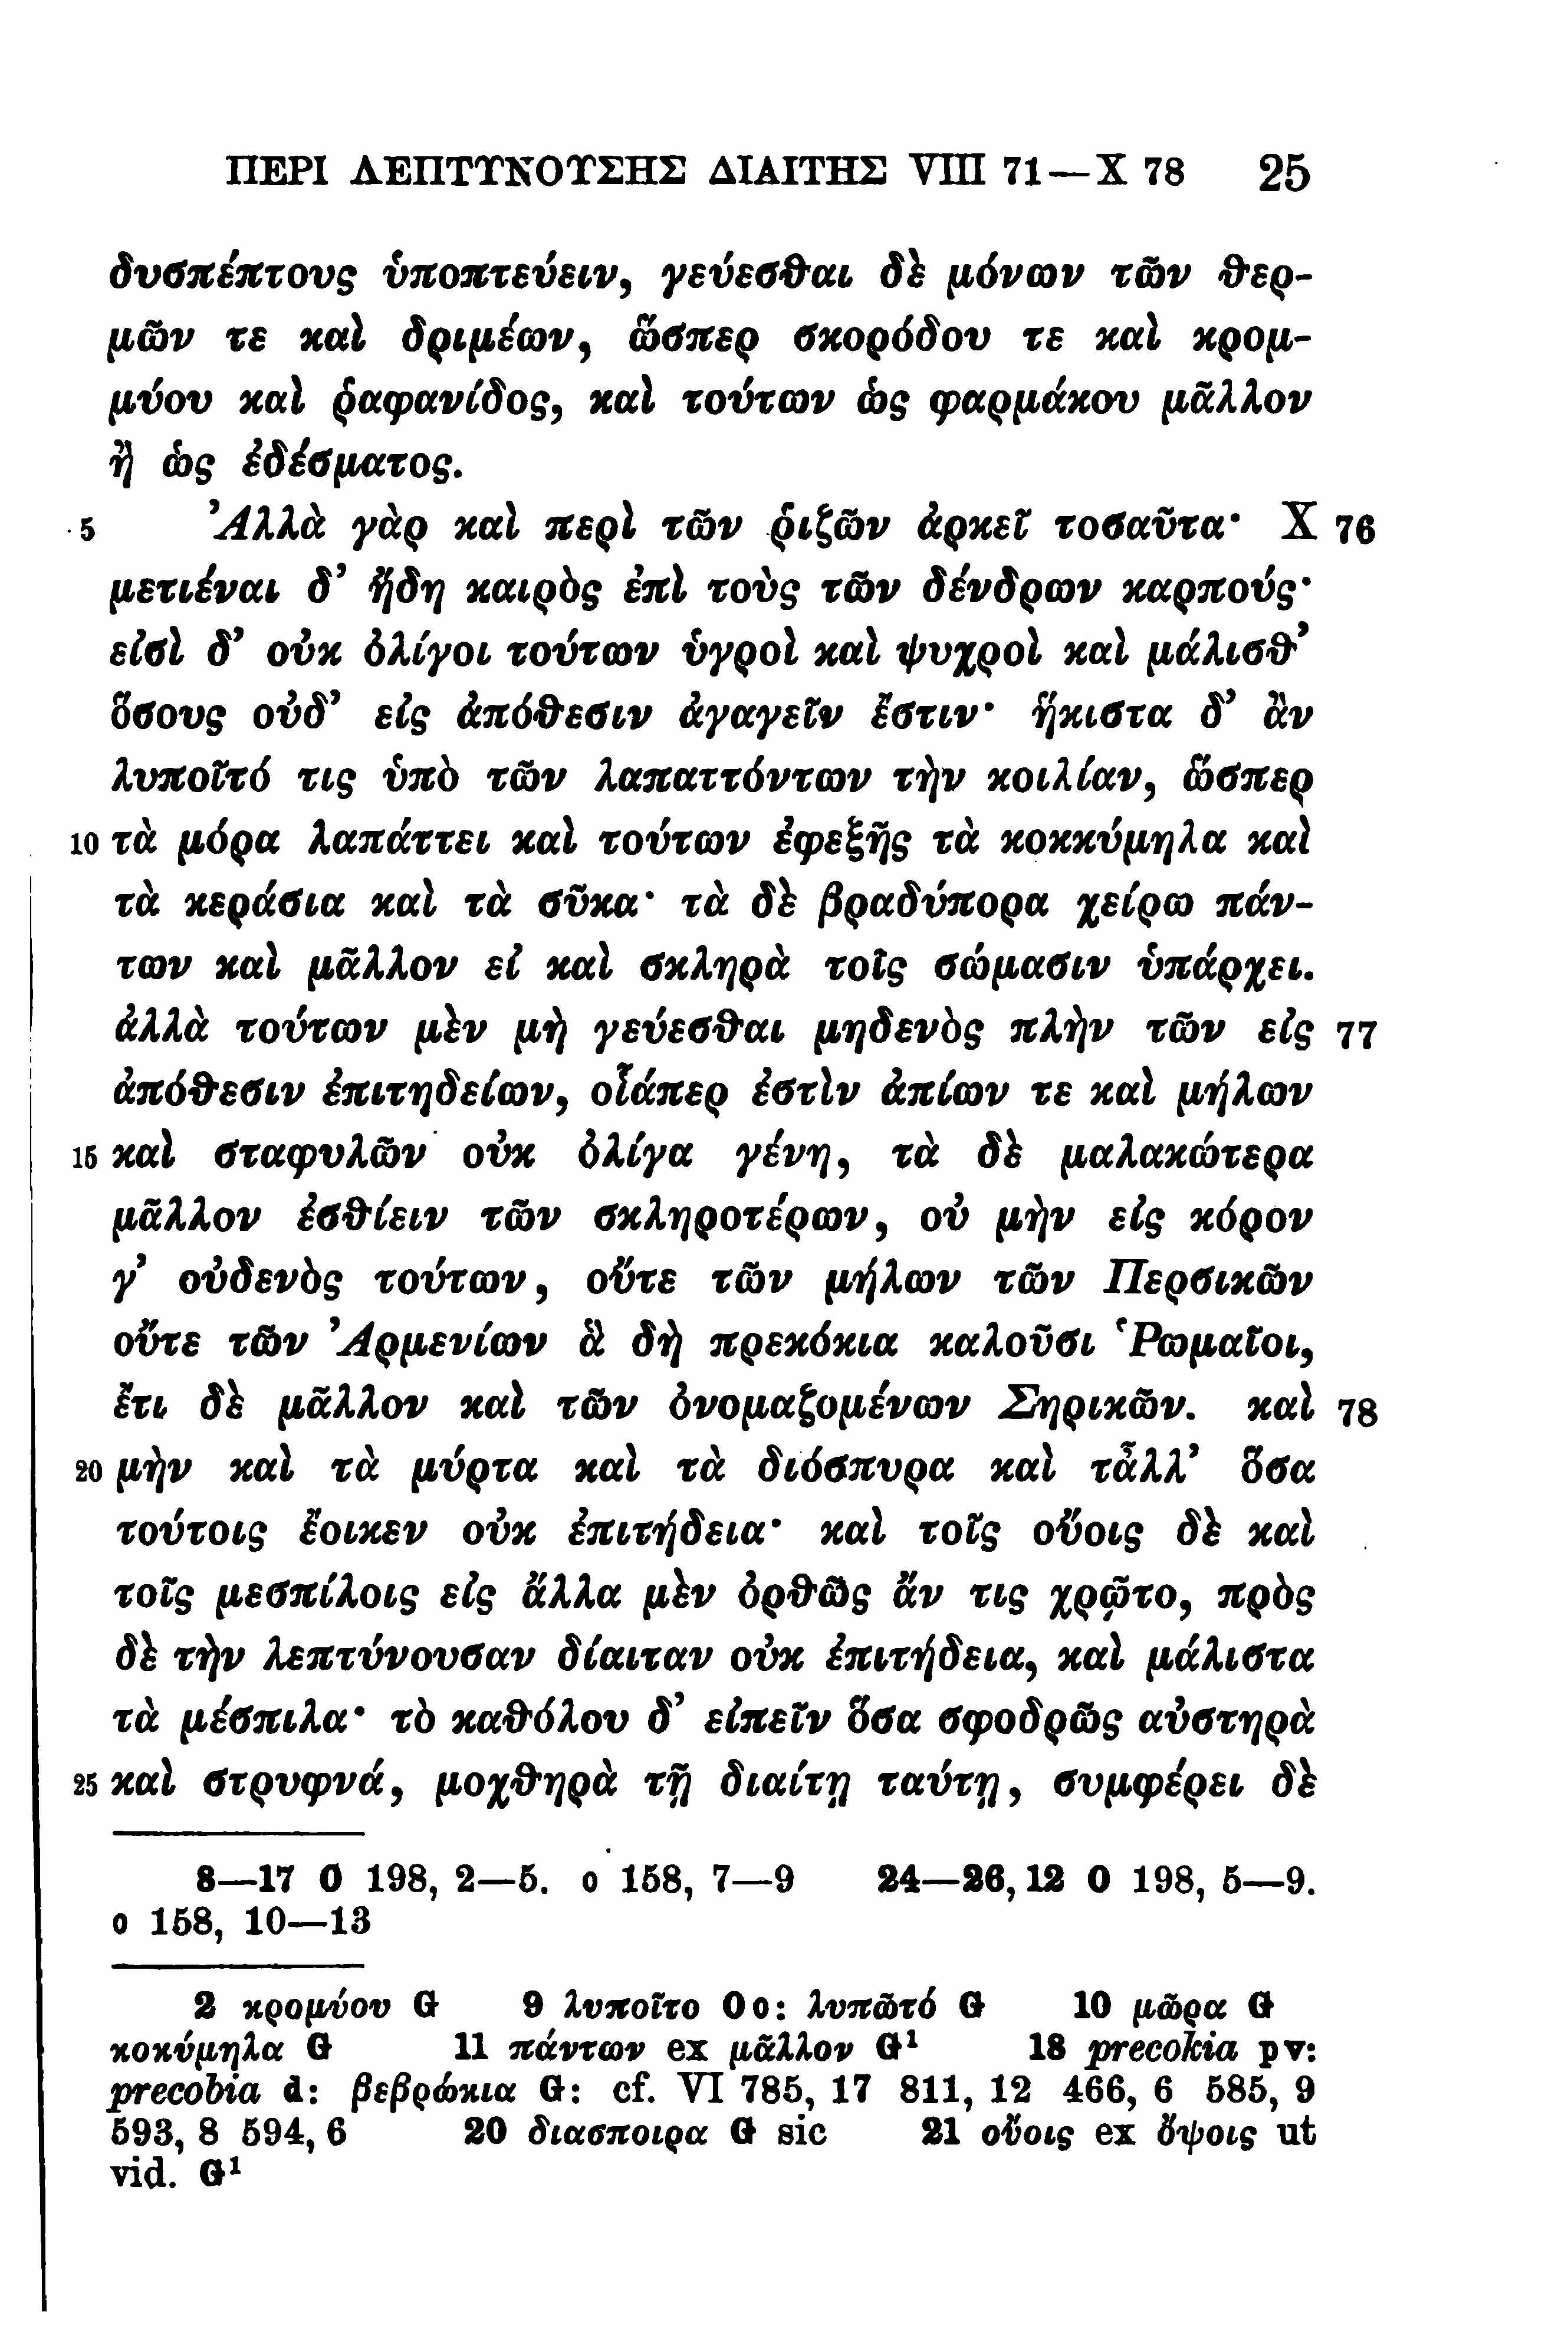 ΠΕΡΙ ΛΕΠΤΥΝΟΥΣΗΣ ΔΙΑΙΤΗΣ VIII 71—X 78 25
δυσπέπτους ὑποπτεύειν, γεύεσθαι δὲ μόνων τῶν θερ-
μῶν τε καὶ δριμέων, ὥσπερ σκορόδου τε καὶ κρομ-
μύου καὶ ῥαφανίδος, καὶ τούτων ὡς φαρμάκου μᾶλλον
ἢ ὡς ἐδέσματος.
5 Ἀλλὰ γὰρ καὶ περὶ τῶν ῥιζῶν ἀρκεῖ τοσαῦτα· X 76
μετιέναι δ’ ἤδη καιρὸς ἐπὶ τοὺς τῶν δένδρων καρπούς·
εἰσὶ δ’ οὐκ ὀλίγοι τούτων ὑγροὶ καὶ ψυχροὶ καὶ μάλισθ’
ὅσους οὐδ’ εἰς ἀπόθεσιν ἀγαγεῖν ἔστιν· ἥκιστα δ’ ἂν
λυποῖτό τις ὑπὸ τῶν λαπαττόντων τὴν κοιλίαν, ὥσπερ
10 τὰ μόρα λαπάττει καὶ τούτων ἐφεξῆς τὰ κοκκύμηλα καὶ
τὰ κεράσια καὶ τὰ σῦκα· τὰ δὲ βραδύπορα χείρω πάν-
των καὶ μᾶλλον εἰ καὶ σκληρὰ τοῖς σώμασιν ὑπάρχει.
ἀλλὰ τούτων μὲν μὴ γεύεσθαι μηδενὸς πλὴν τῶν εἰς 77
ἀπόθεσιν ἐπιτηδείων, οἷάπερ ἐστὶν ἀπίων τε καὶ μήλων
15 καὶ σταφυλῶν οὐκ ὀλίγα γένη, τὰ δὲ μαλακώτερα
μᾶλλον ἐσθίειν τῶν σκληροτέρων, οὐ μὴν εἰς κόρον
γ’ οὐδενὸς τούτων, οὔτε τῶν μήλων τῶν Περσικῶν
οὔτε τῶν Ἀρμενίων ἃ δὴ πρεκόκια καλοῦσι Ῥωμαῖοι,
ἔτι δὲ μᾶλλον καὶ τῶν ὀνομαζομένων Σηρικῶν. καὶ 78
20 μὴν καὶ τὰ μύρτα καὶ τὰ διόσπυρα καὶ τἆλλ’ ὅσα
τούτοις ἔοικεν οὐκ ἐπιτήδεια· καὶ τοῖς οὔοις δὲ καὶ
τοῖς μεσπίλοις εἰς ἄλλα μὲν ὀρθῶς ἄν τις χρῷτο, πρὸς
δὲ τὴν λεπτύνουσαν δίαιταν οὐκ ἐπιτήδεια, καὶ μάλιστα
τὰ μέσπιλα· τὸ καθόλου δ’ εἰπεῖν ὅσα σφοδρῶς αὐστηρὰ
25 καὶ στρυφνά, μοχθηρὰ τῇ διαίτῃ ταύτῃ, συμφέρει δὲ
8—17 O 198, 2—5. o 158, 7—9 24—26, 12 O 198, 5—9.
o 158, 10—13
2 κρομύου G 9 λυποῖτο Oo: λυπῶτό G 10 μῶρα G
κοκύμηλα G 11 πάντων ex μᾶλλον G¹ 18 precokia pv:
precobia d: βεβρώκια G: cf. VI 785, 17 811, 12 466, 6 585, 9
593, 8 594, 6 20 διασποιρα G sic 21 οὔοις ex ὄψοις ut
vid. G¹